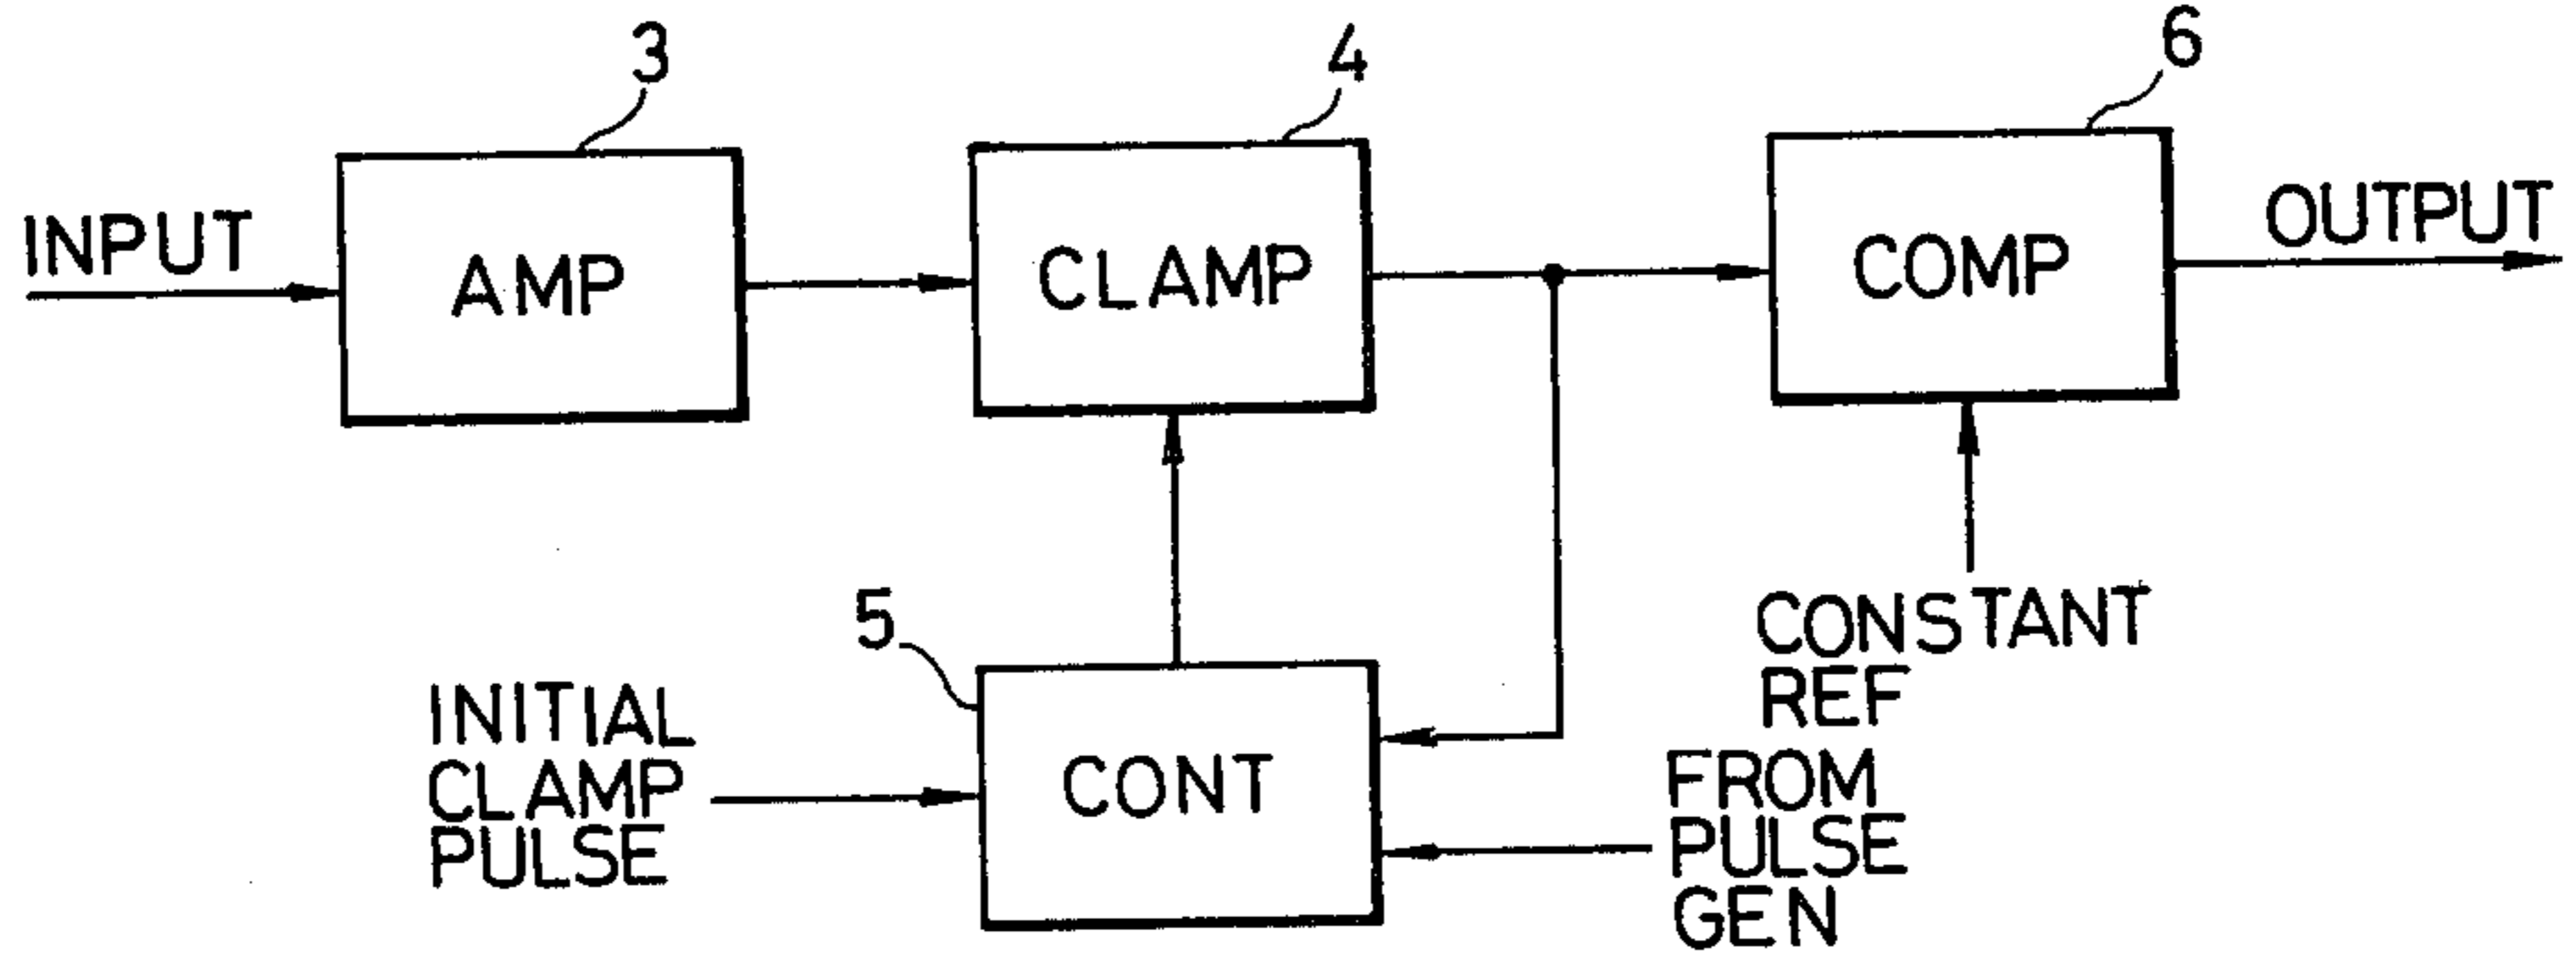 3
4
6
INPUT
AMP
CLAMP
COMP
OUTPUT
5
CONSTANT
REF
INITIAL
CLAMP
PULSE
CONT
FROM
PULSE
GEN